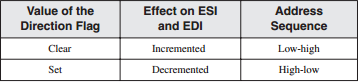 Value of the Direction Flag | Effect on ESI and EDI | Address Sequence
Clear | Incremented | Low-high
Set | Decremented | High-low